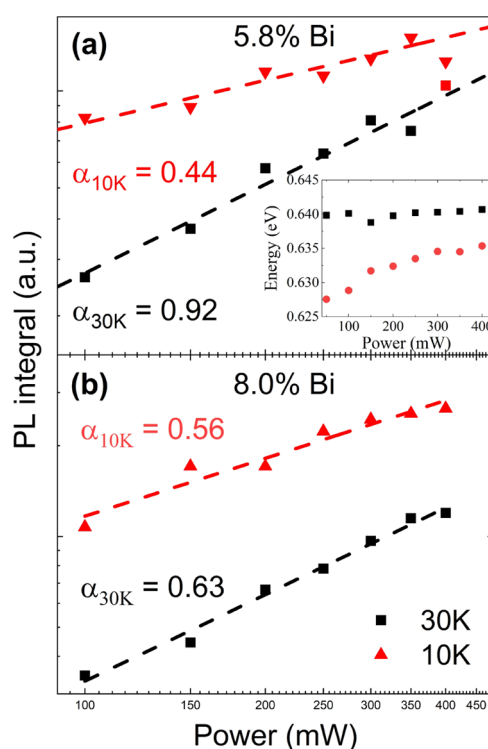 (a) 5.8% Bi
α10K = 0.44
α30K = 0.92
PL integral (a.u.)
Energy (eV)
0.645
0.640
0.635
0.630
0.625
100 200 300 400
Power (mW)
(b) 8.0% Bi
α10K = 0.56
α30K = 0.63
30K
10K
100 150 200 250 300 350 400 450
Power (mW)